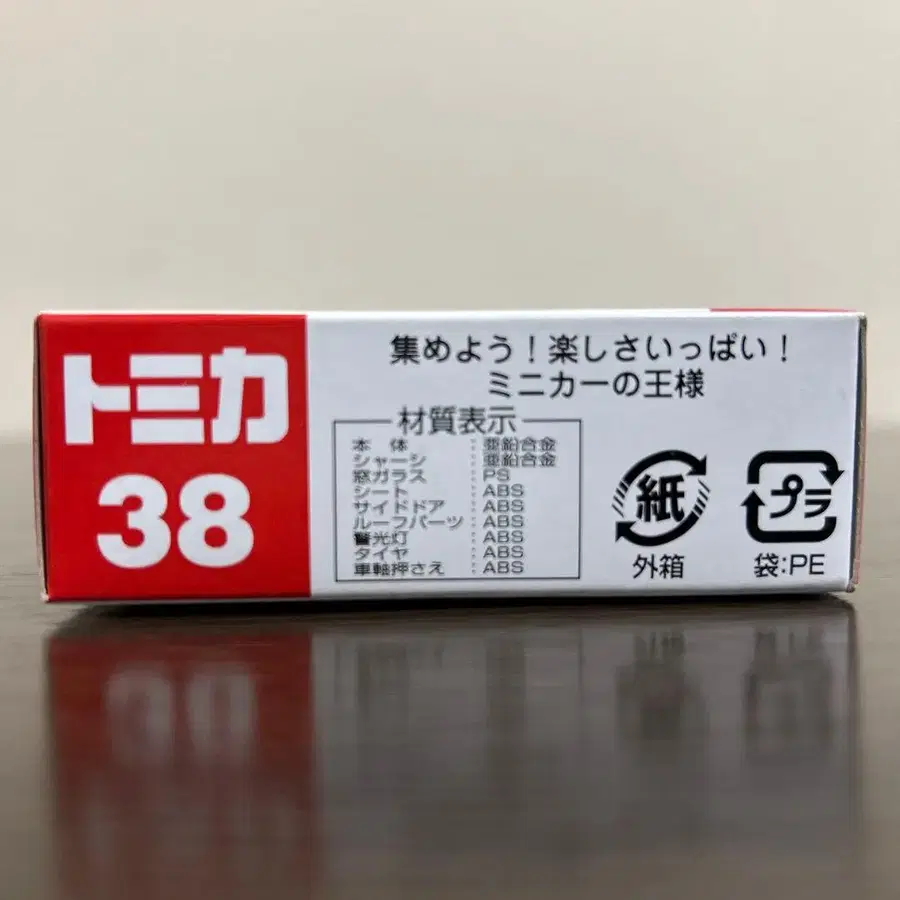 トミカ
38
集めよう！楽しさいっぱい！
ミニカーの王様
材質表示
本体：亜鉛合金
シャーシ：亜鉛合金
窓ガラス：PS
シート：ABS
サイドドア：ABS
ルーフパーツ：ABS
警光灯：ABS
タイヤ：ABS
車軸押さえ：ABS
紙
外箱
プラ
袋:PE